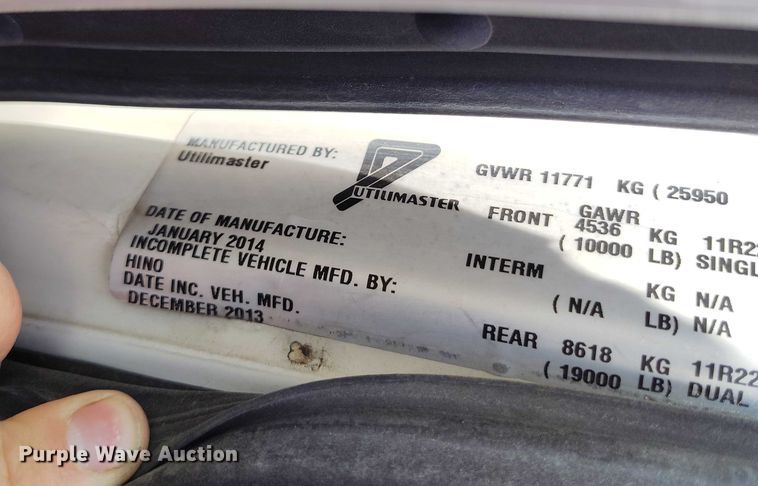 MANUFACTURED BY:
Utilimaster
UTILIMASTER
DATE OF MANUFACTURE:
JANUARY 2014
INCOMPLETE VEHICLE MFD. BY:
HINO
DATE INC. VEH. MFD.
DECEMBER 2013
GVWR 11771 KG ( 25950
GAWR
FRONT 4536 KG 11R22
( 10000 LB) SINGL
INTERM KG N/A
( N/A LB) N/A
REAR 8618 KG 11R22
( 19000 LB) DUAL
Purple Wave Auction